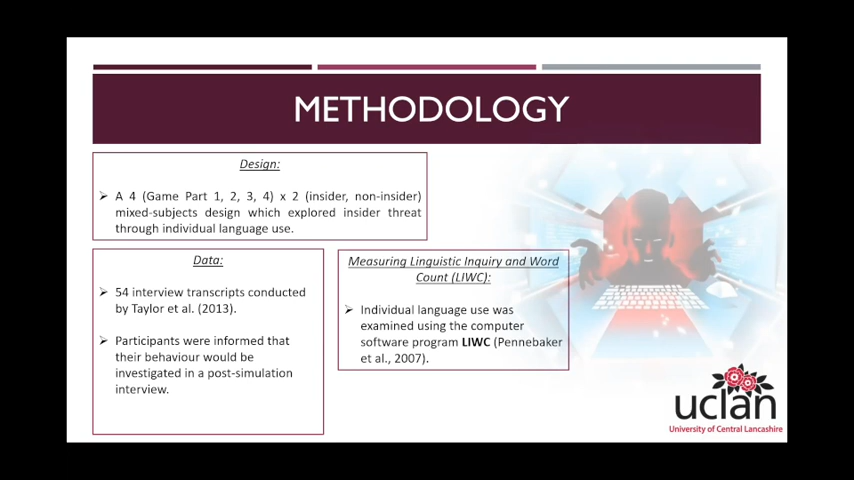 METHODOLOGY
Design:
➢ A 4 (Game Part 1, 2, 3, 4) x 2 (insider, non-insider)
mixed-subjects design which explored insider threat
through individual language use.
Data:
➢ 54 interview transcripts conducted
by Taylor et al. (2013).
➢ Participants were informed that
their behaviour would be
investigated in a post-simulation
interview.
Measuring Linguistic Inquiry and Word
Count (LIWC):
➢ Individual language use was
examined using the computer
software program LIWC (Pennebaker
et al., 2007).
uclan
University of Central Lancashire